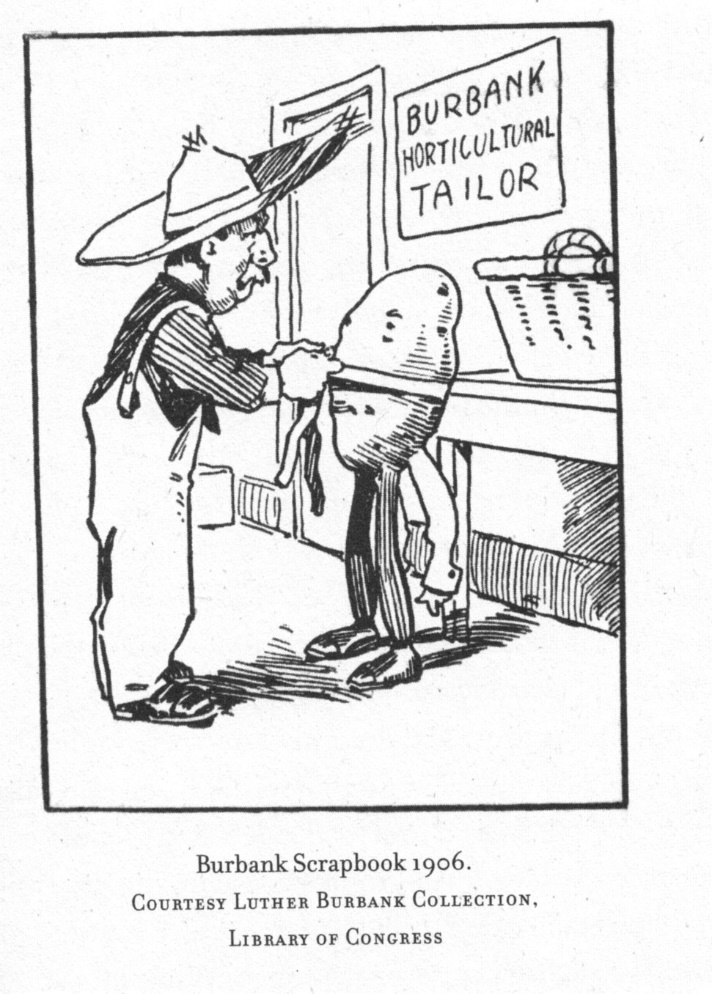 BURBANK
HORTICULTURAL
TAILOR
Burbank Scrapbook 1906.
Courtesy Luther Burbank Collection,
Library of Congress